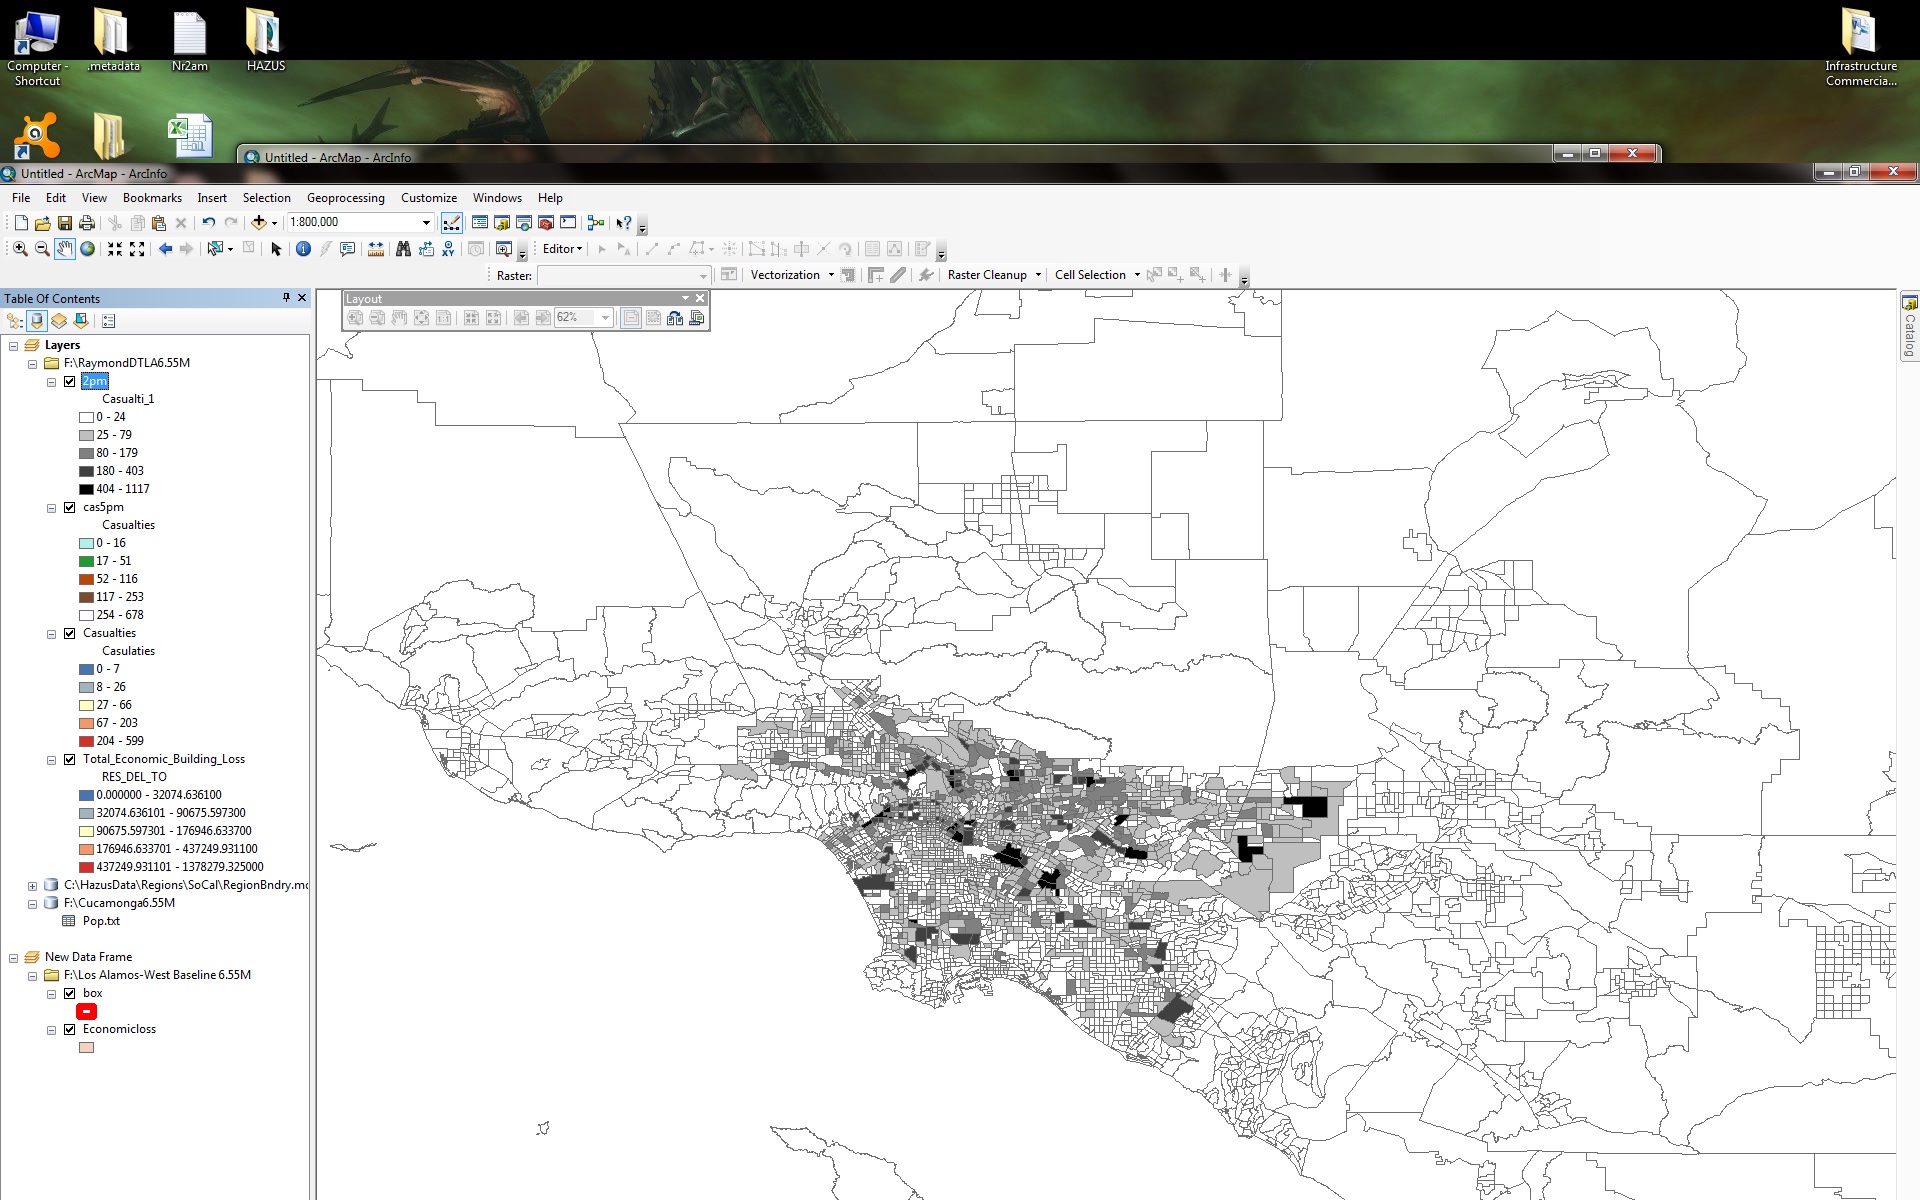 Computer - Shortcut
.metadata
Nr2am
HAZUS
Infrastructure Commercia...
Untitled - ArcMap - ArcInfo
Untitled - ArcMap - ArcInfo
File Edit View Bookmarks Insert Selection Geoprocessing Customize Windows Help
1:800,000
Editor
Raster: Vectorization Raster Cleanup Cell Selection
Table Of Contents
Layout
62%
Catalog
Layers
F:\RaymondDTLA6.55M
2pm
Casualti_1
0 - 24
25 - 79
80 - 179
180 - 403
404 - 1117
cas5pm
Casualties
0 - 16
17 - 51
52 - 116
117 - 253
254 - 678
Casualties
Casulaties
0 - 7
8 - 26
27 - 66
67 - 203
204 - 599
Total_Economic_Building_Loss
RES_DEL_TO
0.000000 - 32074.636100
32074.636101 - 90675.597300
90675.597301 - 176946.633700
176946.633701 - 437249.931100
437249.931101 - 1378279.325000
C:\HazusData\Regions\SoCal\RegionBndry.mc
F:\Cucamonga6.55M
Pop.txt
New Data Frame
F:\Los Alamos-West Baseline 6.55M
box
Economicloss